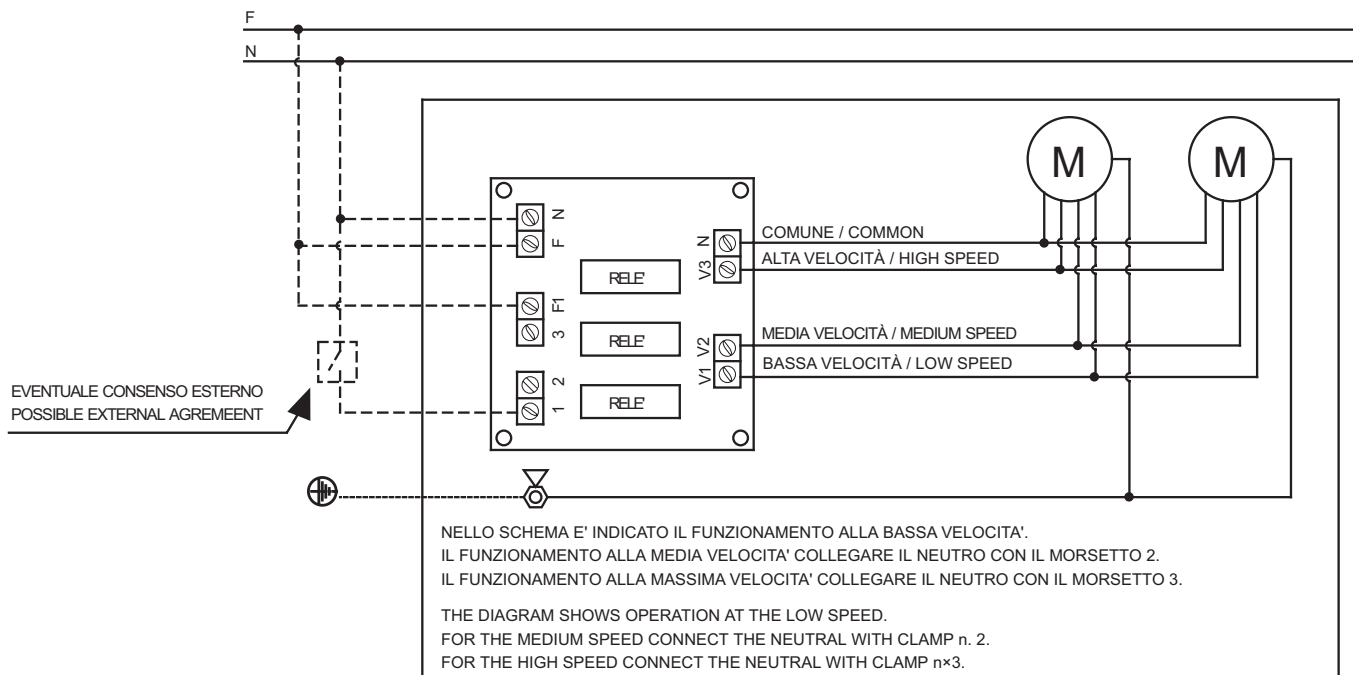 F
N
M
M
N
F
F1
3
2
1
RELE'
RELE'
RELE'
N
V3
V2
V1
COMUNE / COMMON
ALTA VELOCITÀ / HIGH SPEED
MEDIA VELOCITÀ / MEDIUM SPEED
BASSA VELOCITÀ / LOW SPEED
EVENTUALE CONSENSO ESTERNO
POSSIBLE EXTERNAL AGREMEENT
NELLO SCHEMA E' INDICATO IL FUNZIONAMENTO ALLA BASSA VELOCITA'.
IL FUNZIONAMENTO ALLA MEDIA VELOCITA' COLLEGARE IL NEUTRO CON IL MORSETTO 2.
IL FUNZIONAMENTO ALLA MASSIMA VELOCITA' COLLEGARE IL NEUTRO CON IL MORSETTO 3.
THE DIAGRAM SHOWS OPERATION AT THE LOW SPEED.
FOR THE MEDIUM SPEED CONNECT THE NEUTRAL WITH CLAMP n. 2.
FOR THE HIGH SPEED CONNECT THE NEUTRAL WITH CLAMP n×3.